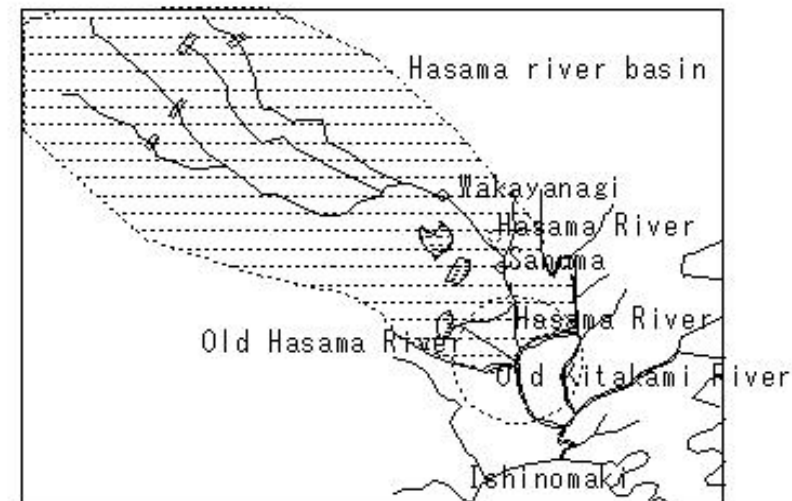 Hasama river basin
Wakayanagi
Hasama River
Sanuma
Hasama River
Old Hasama River
Old Kitakami River
Ishinomaki